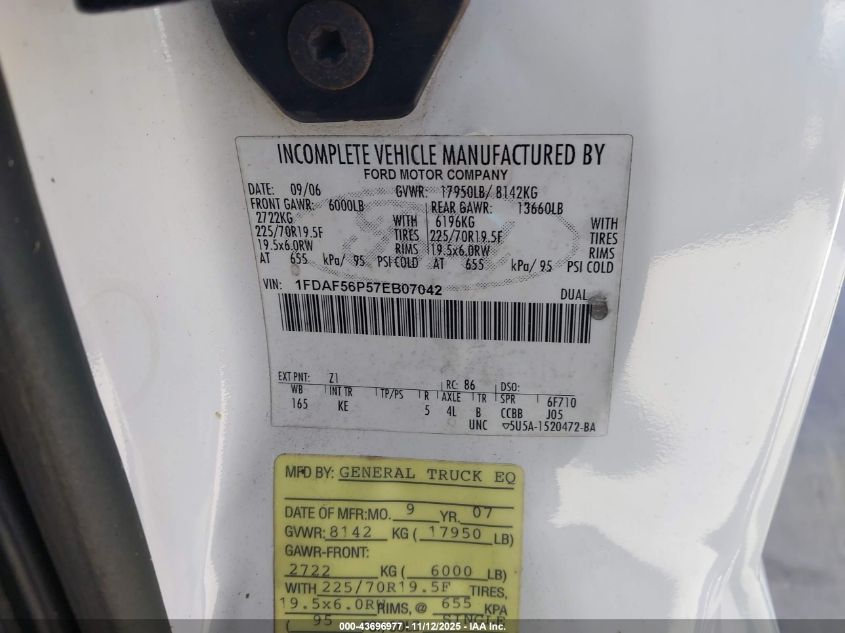 INCOMPLETE VEHICLE MANUFACTURED BY
FORD MOTOR COMPANY
DATE: 09/06 GVWR: 17950LB/ 8142KG
FRONT GAWR: 6000LB REAR GAWR: 13660LB
2722KG WITH 6196KG WITH
225/70R19.5F TIRES 225/70R19.5F TIRES
19.5x6.0RW RIMS 19.5x6.0RW RIMS
AT 655 kPa/ 95 PSI COLD AT 655 kPa/ 95 PSI COLD
VIN: 1FDAF56P57EB07042 DUAL
EXT PNT: Z1 RC: 86 DSO:
WB INT TR TP/PS R AXLE TR SPR 6F710
165 KE 5 4L B CCBB J05
UNC ▽5U5A-1520472-BA
MFD BY: GENERAL TRUCK EQ
DATE OF MFR: MO. 9 YR. 07
GVWR: 8142 KG ( 17950 LB)
GAWR-FRONT:
2722 KG ( 6000 LB)
WITH 225/70R19.5F TIRES,
19.5x6.0RW RIMS, @ 655 KPA
( 95 SINGLE
000-43696977 - 11/12/2025 - IAA Inc.